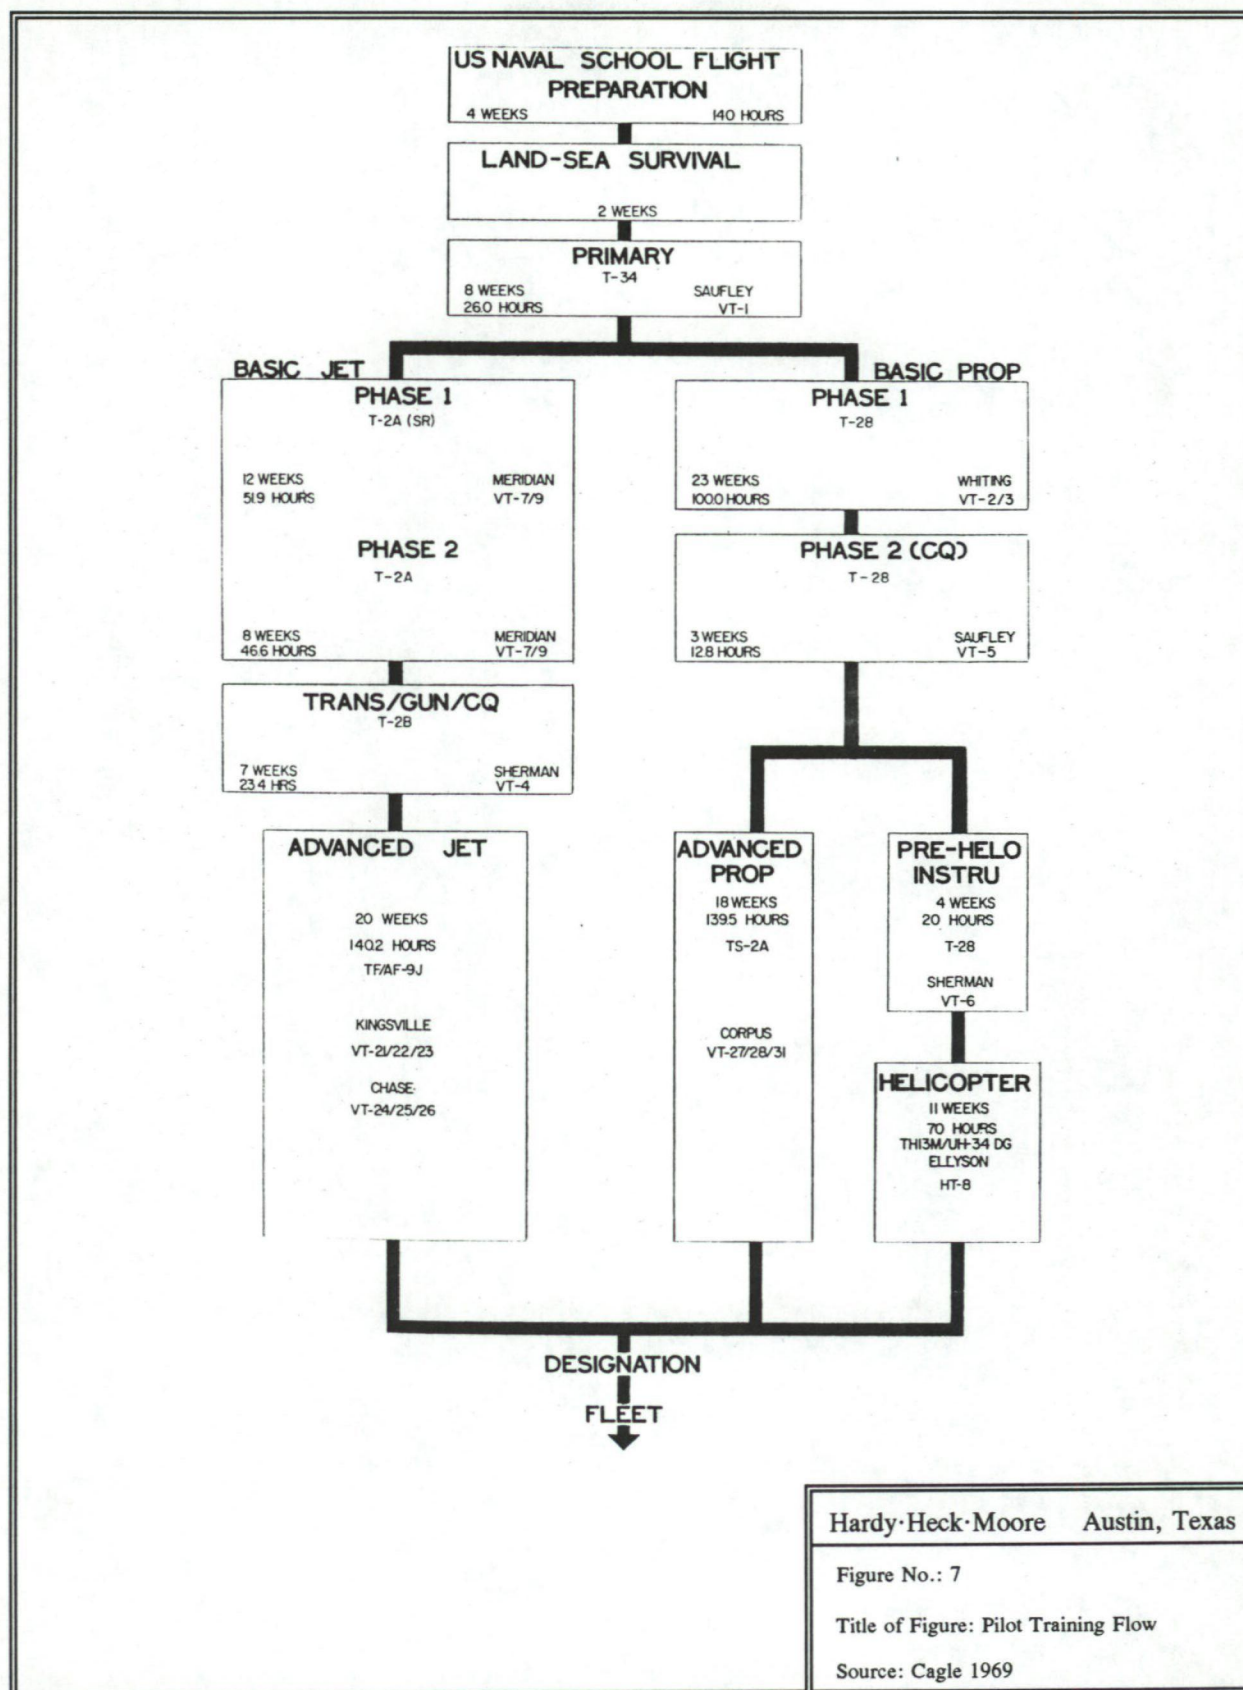 US NAVAL SCHOOL FLIGHT
PREPARATION
4 WEEKS 140 HOURS
LAND-SEA SURVIVAL
2 WEEKS
PRIMARY
T-34
8 WEEKS SAUFLEY
26.0 HOURS VT-1
BASIC JET
PHASE 1
T-2A (SR)
12 WEEKS MERIDIAN
51.9 HOURS VT-7/9
PHASE 2
T-2A
8 WEEKS MERIDIAN
46.6 HOURS VT-7/9
TRANS/GUN/CQ
T-2B
7 WEEKS SHERMAN
23.4 HRS VT-4
ADVANCED JET
20 WEEKS
140.2 HOURS
TF/AF-9J
KINGSVILLE
VT-21/22/23
CHASE
VT-24/25/26
BASIC PROP
PHASE 1
T-28
23 WEEKS WHITING
100.0 HOURS VT-2/3
PHASE 2 (CQ)
T-28
3 WEEKS SAUFLEY
12.8 HOURS VT-5
ADVANCED
PROP
18 WEEKS
139.5 HOURS
TS-2A
CORPUS
VT-27/28/31
PRE-HELO
INSTRU
4 WEEKS
20 HOURS
T-28
SHERMAN
VT-6
HELICOPTER
11 WEEKS
70 HOURS
TH13M/UH-34 DG
ELLYSON
HT-8
DESIGNATION
FLEET
Hardy·Heck·Moore Austin, Texas
Figure No.: 7
Title of Figure: Pilot Training Flow
Source: Cagle 1969